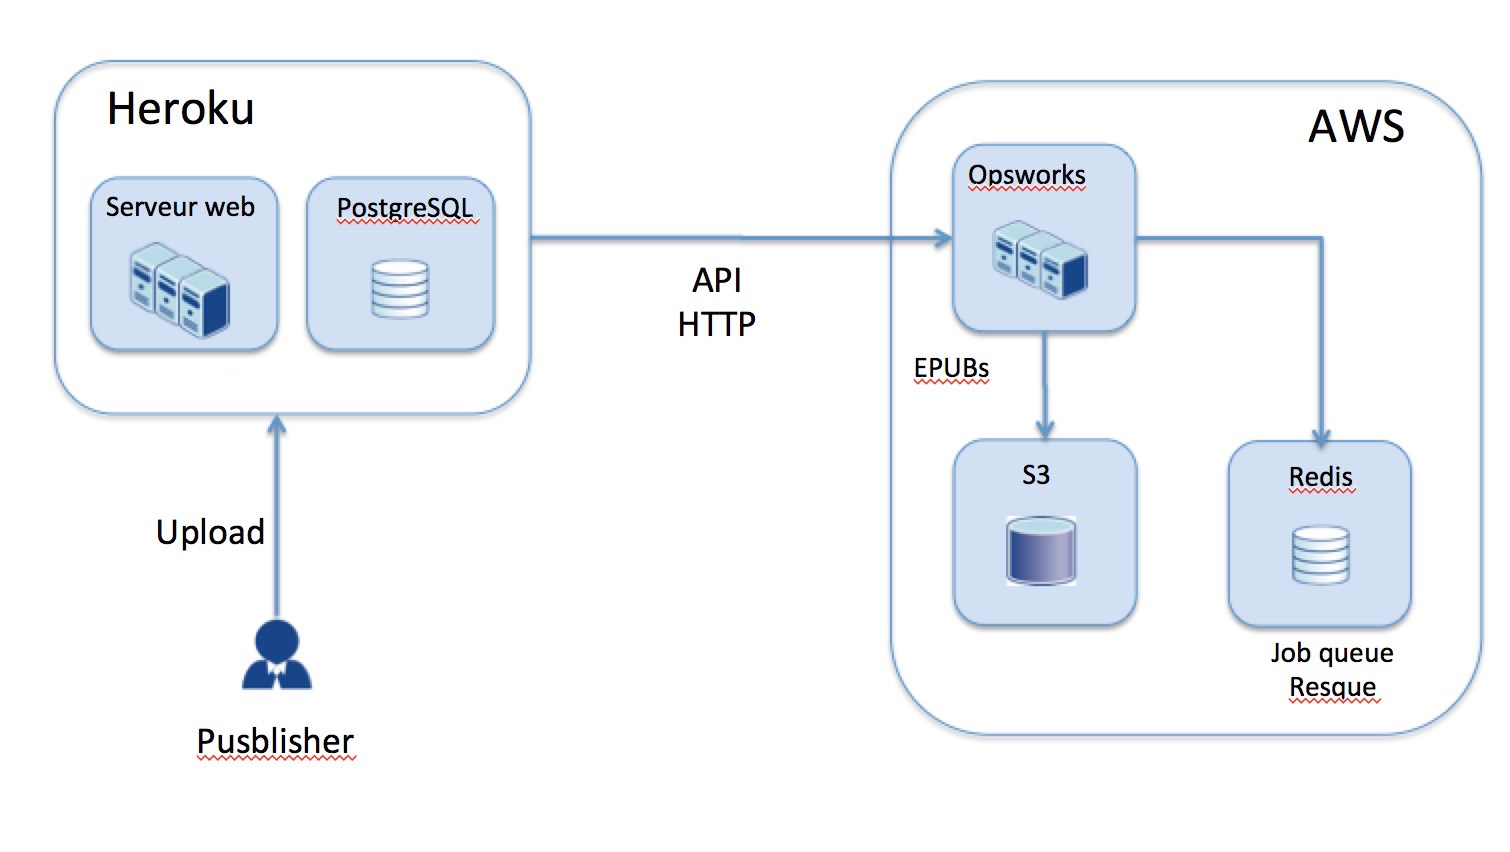 Heroku
Serveur web
PostgreSQL
API
HTTP
Upload
Pusblisher
AWS
Opsworks
EPUBs
S3
Redis
Job queue
Resque